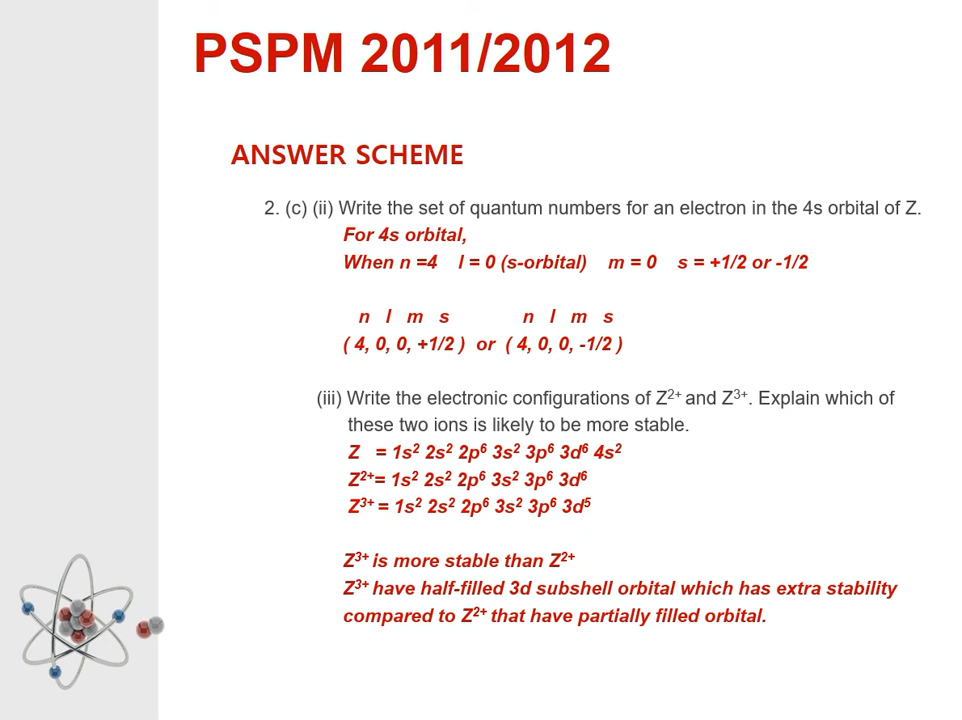 PSPM 2011/2012
ANSWER SCHEME
2. (c) (ii) Write the set of quantum numbers for an electron in the 4s orbital of Z.
For 4s orbital,
When n =4 l = 0 (s-orbital) m = 0 s = +1/2 or -1/2
n l m s n l m s
( 4, 0, 0, +1/2 ) or ( 4, 0, 0, -1/2 )
(iii) Write the electronic configurations of Z²⁺ and Z³⁺. Explain which of
these two ions is likely to be more stable.
Z = 1s² 2s² 2p⁶ 3s² 3p⁶ 3d⁶ 4s²
Z²⁺= 1s² 2s² 2p⁶ 3s² 3p⁶ 3d⁶
Z³⁺ = 1s² 2s² 2p⁶ 3s² 3p⁶ 3d⁵
Z³⁺ is more stable than Z²⁺
Z³⁺ have half-filled 3d subshell orbital which has extra stability
compared to Z²⁺ that have partially filled orbital.